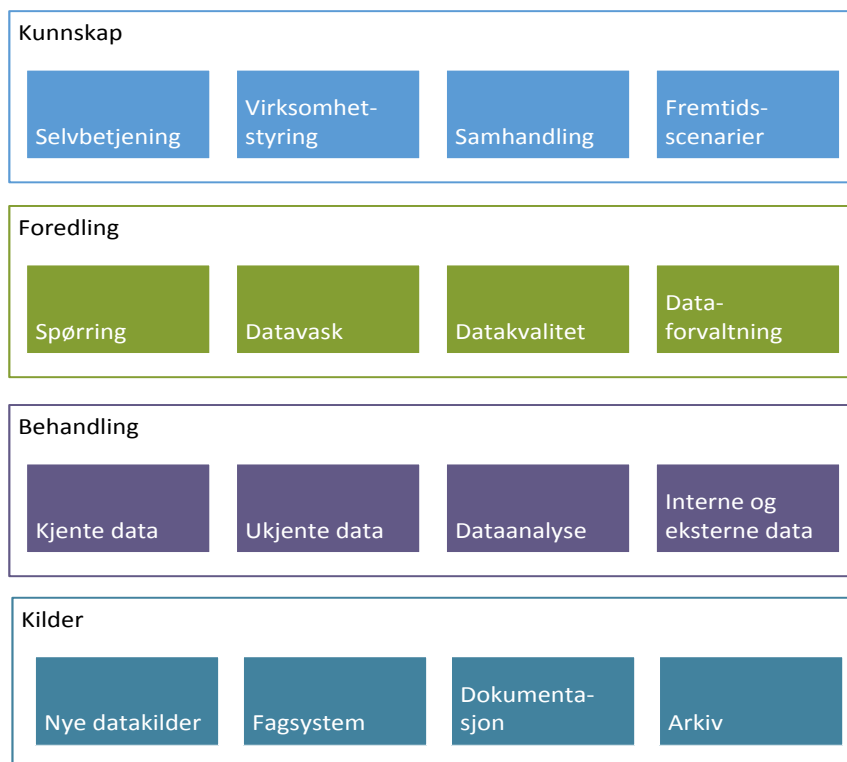 Kunnskap
Selvbetjening
Virksomhet-
styring
Samhandling
Fremtids-
scenarier
Foredling
Spørring
Datavask
Datakvalitet
Data-
forvaltning
Behandling
Kjente data
Ukjente data
Dataanalyse
Interne og
eksterne data
Kilder
Nye datakilder
Fagsystem
Dokumenta-
sjon
Arkiv